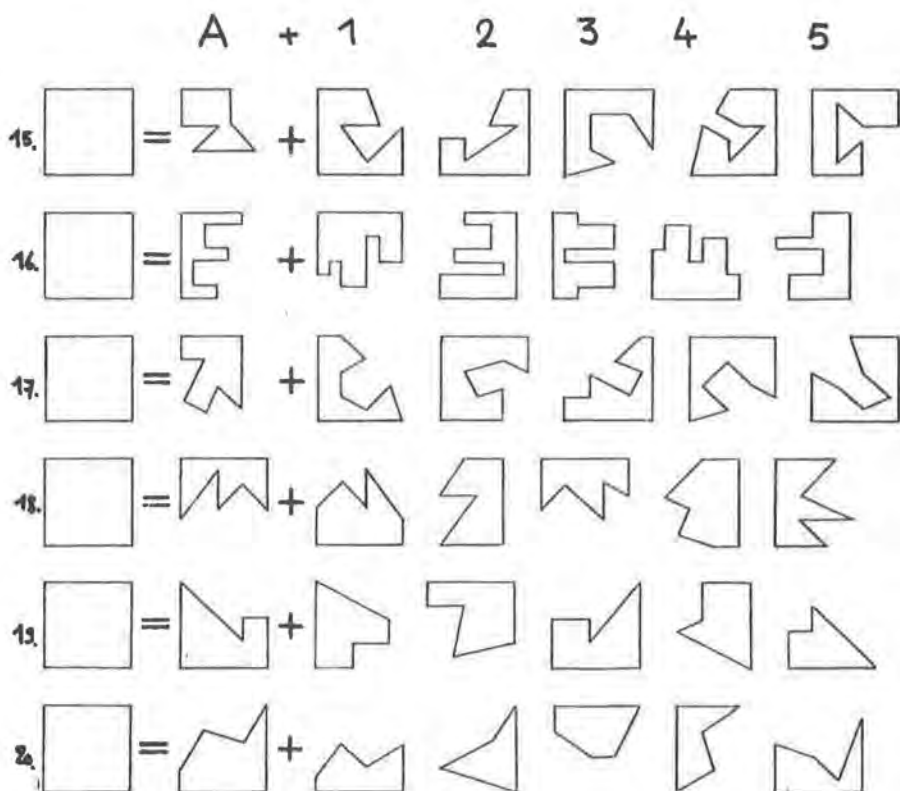 A + 1 2 3 4 5
15. = +
16. = +
17. = +
18. = +
19. = +
20. = +